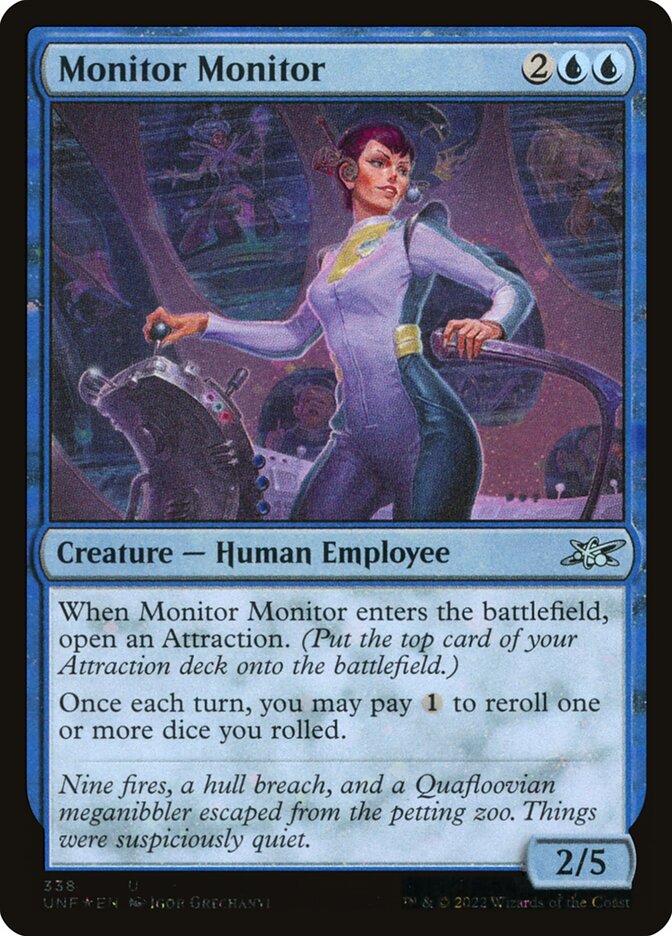 Monitor Monitor
2
Creature — Human Employee
When Monitor Monitor enters the battlefield,
open an Attraction. (Put the top card of your
Attraction deck onto the battlefield.)
Once each turn, you may pay 1 to reroll one
or more dice you rolled.
Nine fires, a hull breach, and a Quafloovian
meganibbler escaped from the petting zoo. Things
were suspiciously quiet.
2/5
338 U
UNF★EN Igor Grechanyi
™ & © 2022 Wizards of the Coast